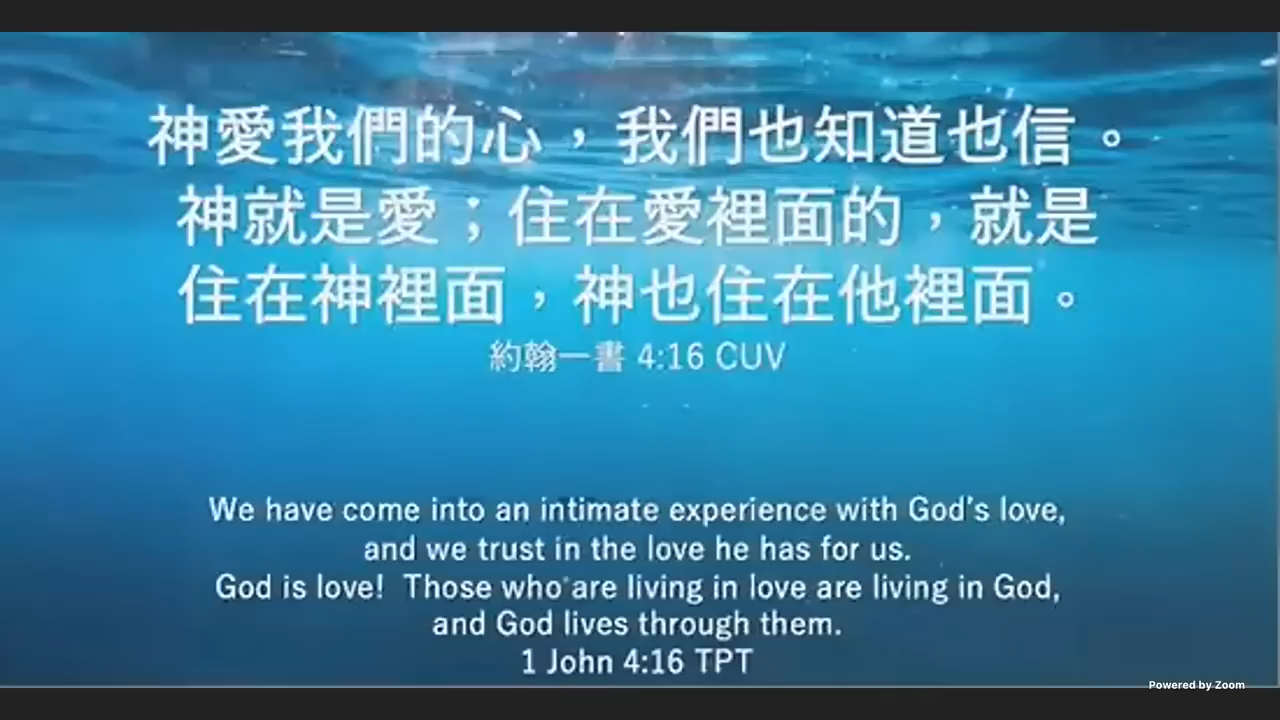 神愛我們的心，我們也知道也信。
神就是愛；住在愛裡面的，就是
住在神裡面，神也住在他裡面。
約翰一書 4:16 CUV
We have come into an intimate experience with God's love,
and we trust in the love he has for us.
God is love!  Those who are living in love are living in God,
and God lives through them.
1 John 4:16 TPT
Powered by Zoom